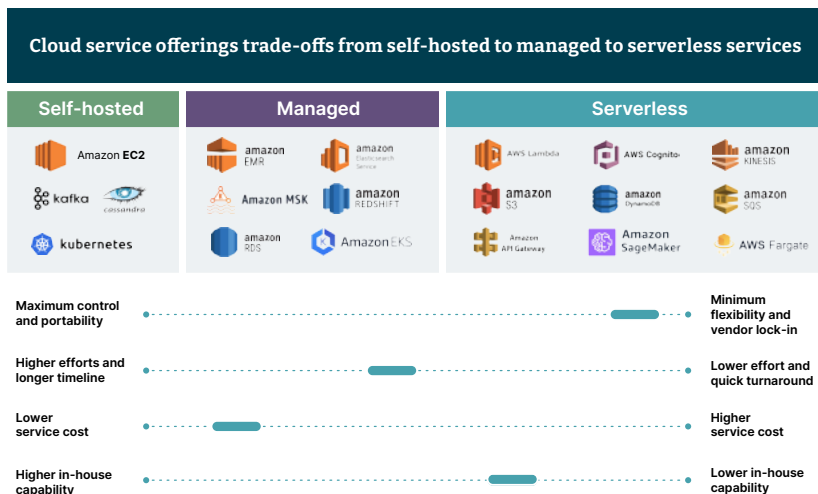 Cloud service offerings trade-offs from self-hosted to managed to serverless services
Self-hosted
Managed
Serverless
Amazon EC2
kafka
cassandra
kubernetes
amazon
EMR
amazon
Elasticsearch
Service
Amazon MSK
amazon
REDSHIFT
amazon
RDS
Amazon EKS
AWS Lambda
AWS Cognito
amazon
KINESIS
amazon
S3
amazon
DynamoDB
amazon
SQS
Amazon
API Gateway
Amazon
SageMaker
AWS Fargate
Maximum control
and portability
Minimum
flexibility and
vendor lock-in
Higher efforts and
longer timeline
Lower effort and
quick turnaround
Lower
service cost
Higher
service cost
Higher in-house
capability
Lower in-house
capability